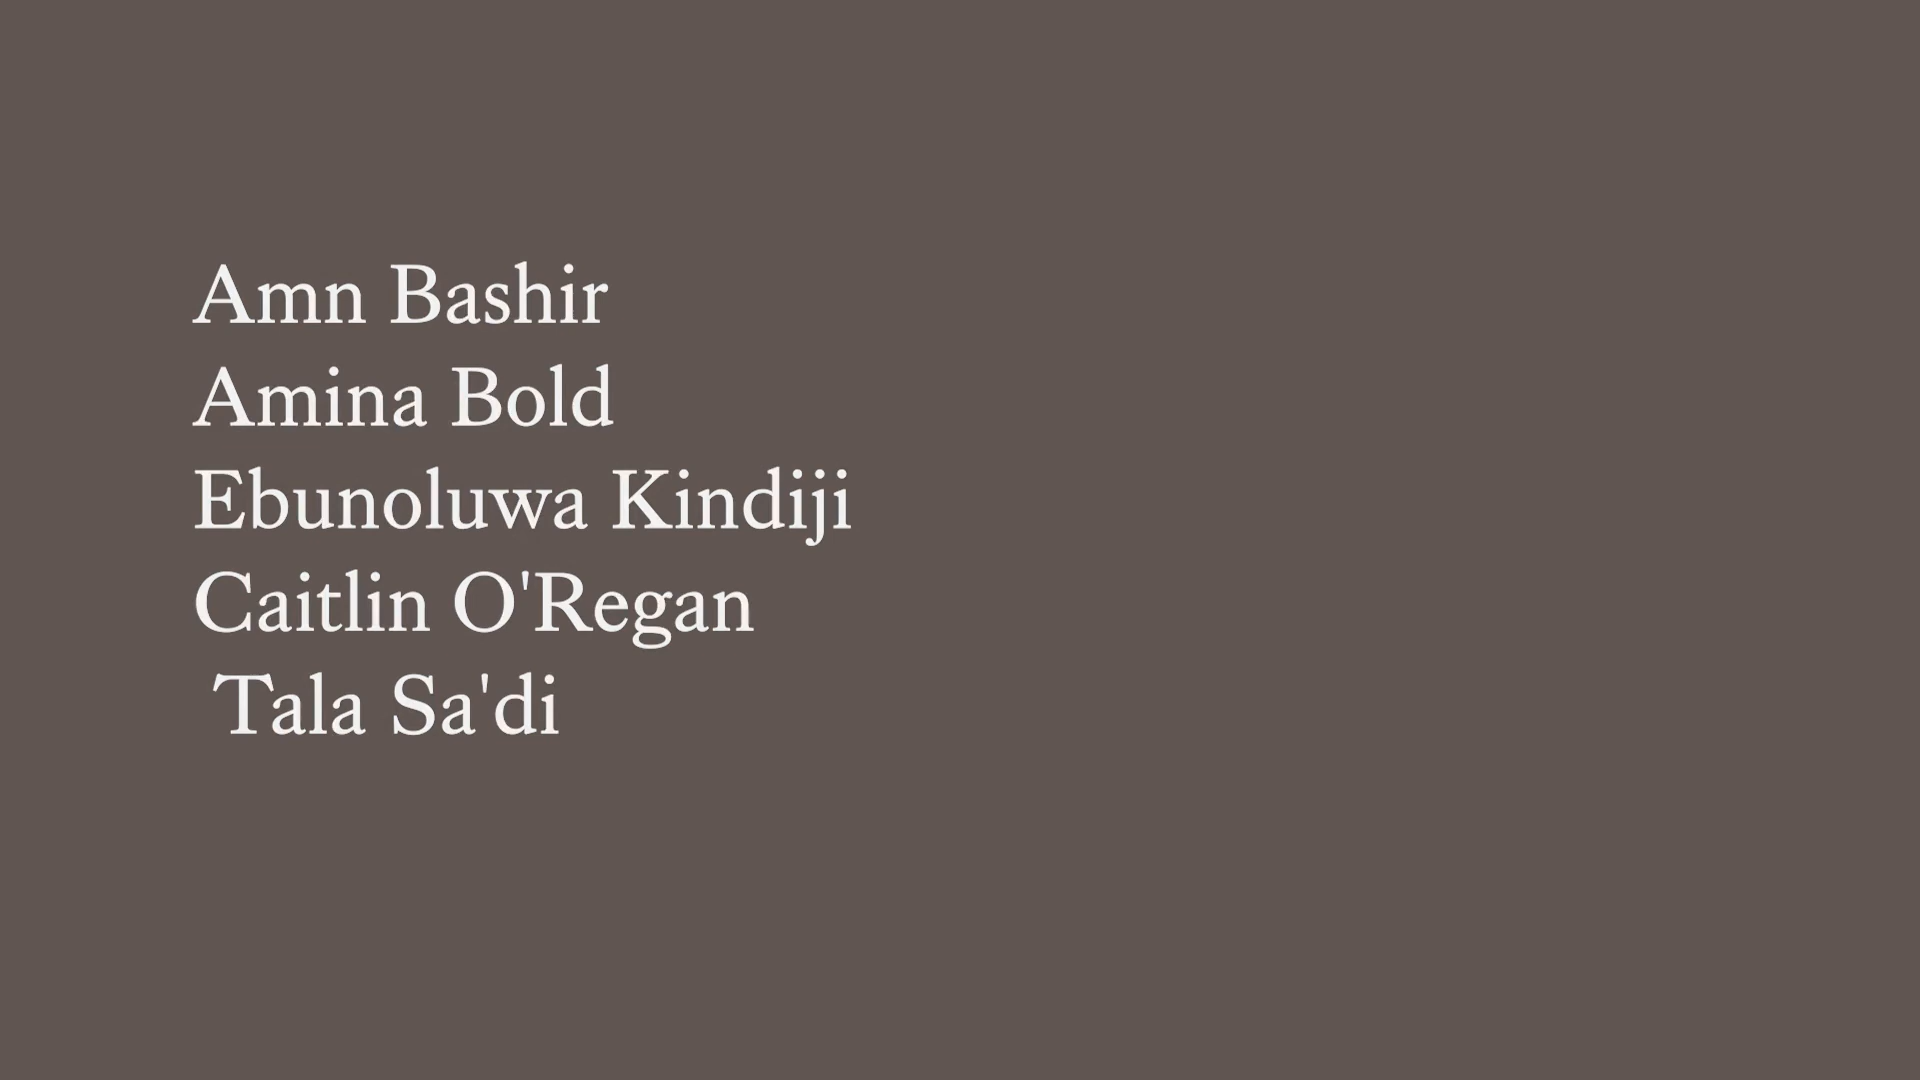 Amn Bashir
Amina Bold
Ebunoluwa Kindiji
Caitlin O'Regan
Tala Sa'di